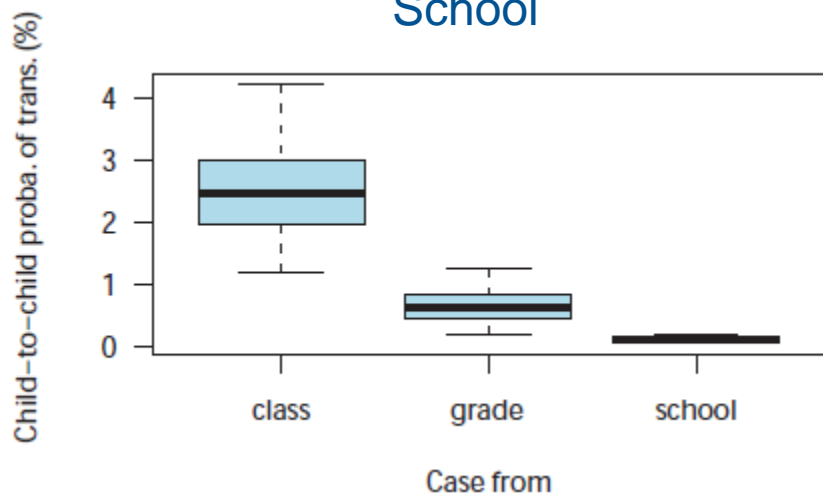 School
Child-to-child proba. of trans. (%)
4
3
2
1
0
class grade school
Case from